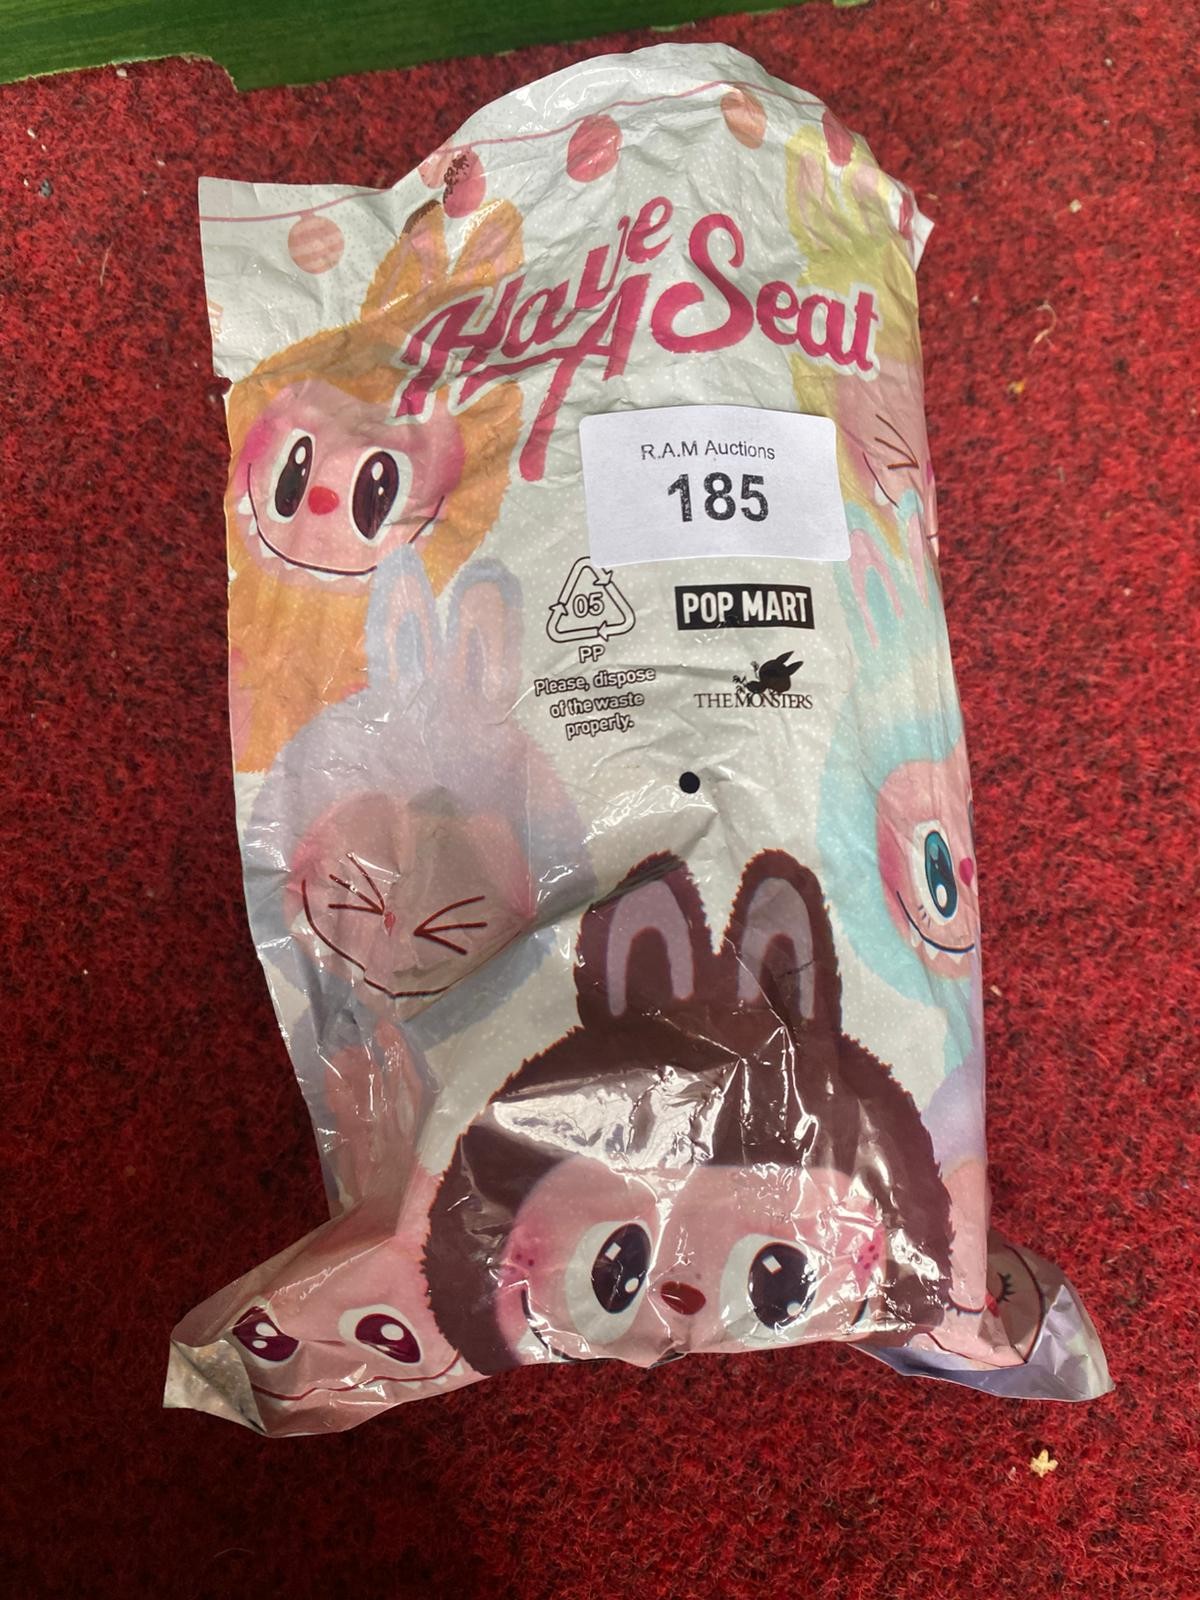 Have
A Seat
R.A.M Auctions
185
05
PP
Please, dispose
of the waste
properly.
POP MART
THE MONSTERS